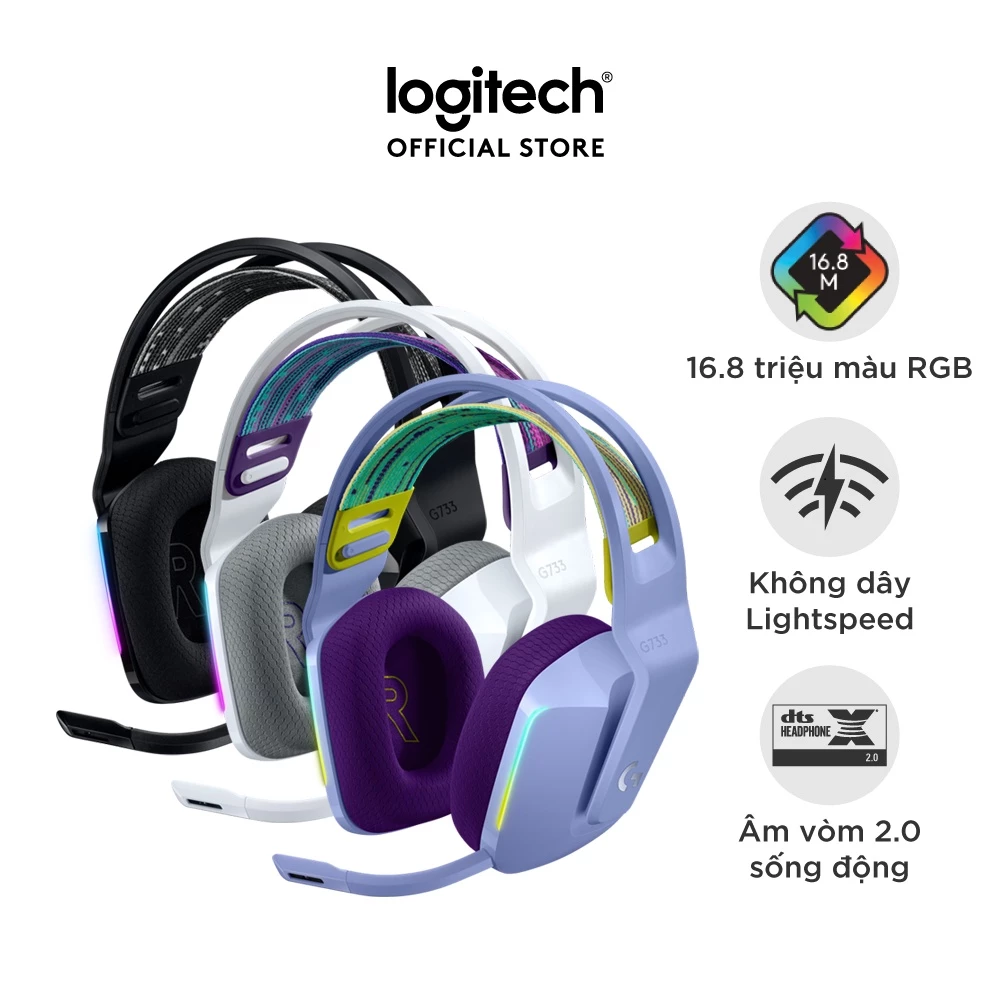 logitech®
OFFICIAL STORE
16.8
M
16.8 triệu màu RGB
Không dây
Lightspeed
dts
HEADPHONE X®
2.0
Âm vòm 2.0
sống động
G733
G733
G733
R
R
R
G